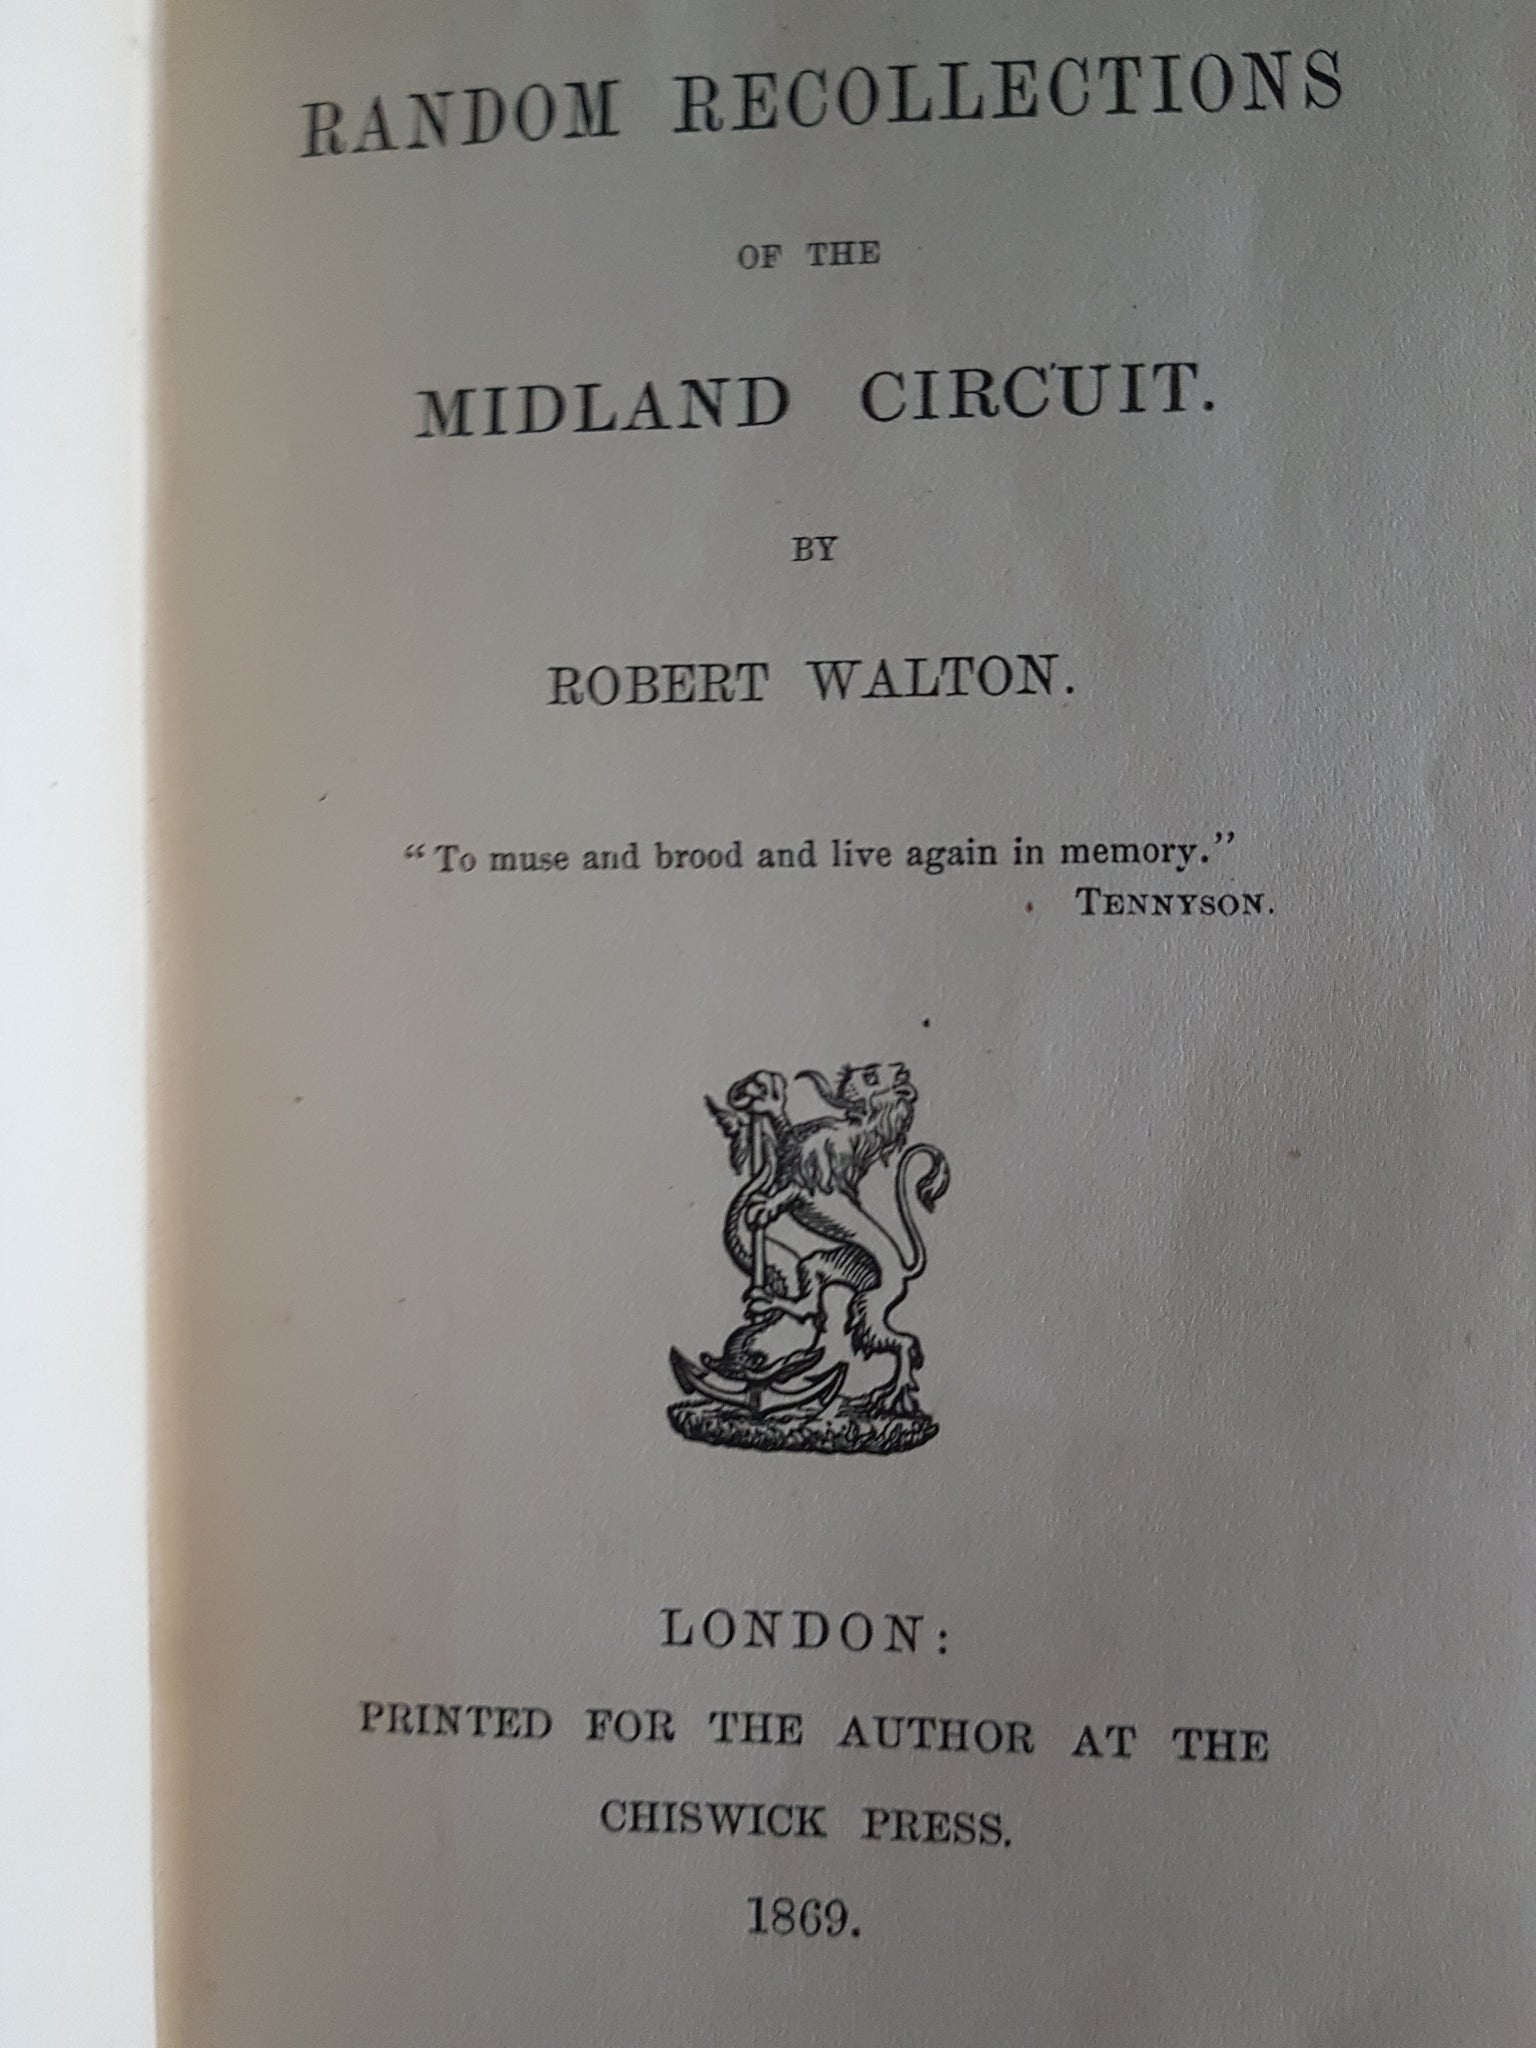 RANDOM RECOLLECTIONS
OF THE
MIDLAND CIRCUIT.
BY
ROBERT WALTON.
“To muse and brood and live again in memory.”
TENNYSON.
LONDON:
PRINTED FOR THE AUTHOR AT THE
CHISWICK PRESS.
1869.